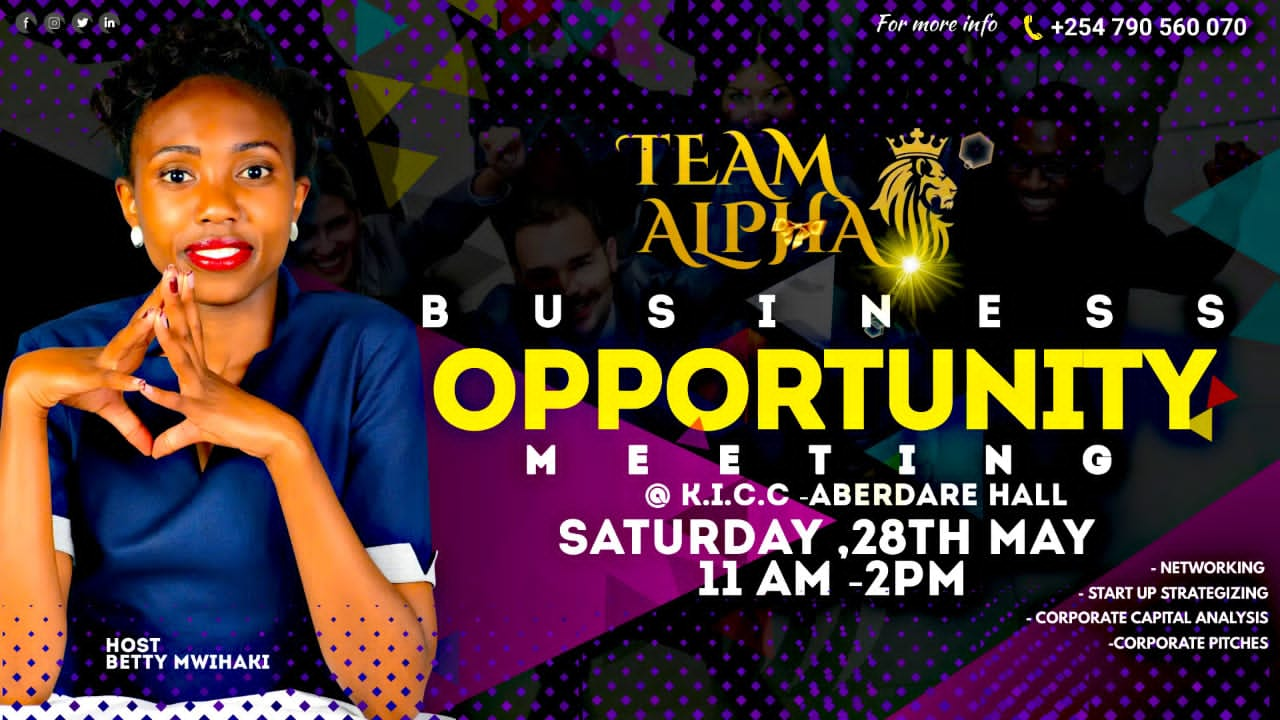 For more info +254 790 560 070
TEAM
ALPHA
BUSINESS
OPPORTUNITY
MEETING
@ K.I.C.C -ABERDARE HALL
SATURDAY ,28TH MAY
11 AM -2PM
- NETWORKING
- START UP STRATEGIZING
- CORPORATE CAPITAL ANALYSIS
-CORPORATE PITCHES
HOST
BETTY MWIHAKI